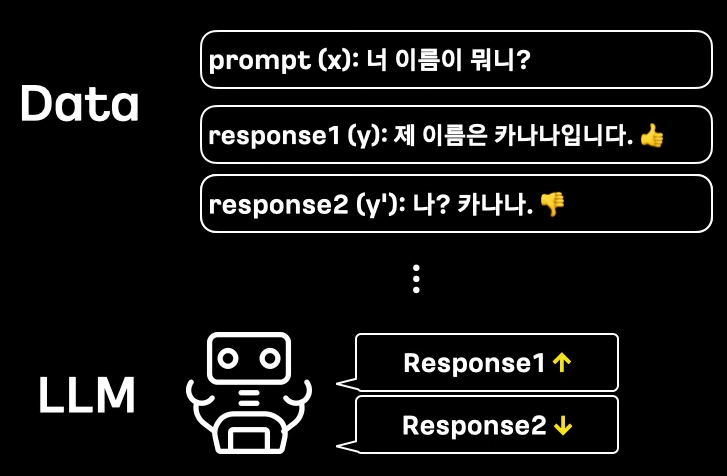 Data
prompt (x): 너 이름이 뭐니?
response1 (y): 제 이름은 카나나입니다. 👍
response2 (y'): 나? 카나나. 👎
⋮
LLM
Response1 ↑
Response2 ↓